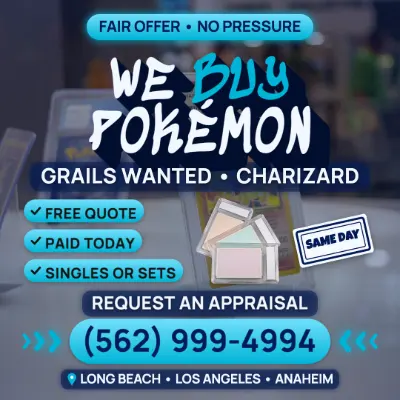 FAIR OFFER • NO PRESSURE
WE BUY
POKÉMON
GRAILS WANTED • CHARIZARD
FREE QUOTE
PAID TODAY
SINGLES OR SETS
SAME DAY
REQUEST AN APPRAISAL
(562) 999-4994
LONG BEACH • LOS ANGELES • ANAHEIM